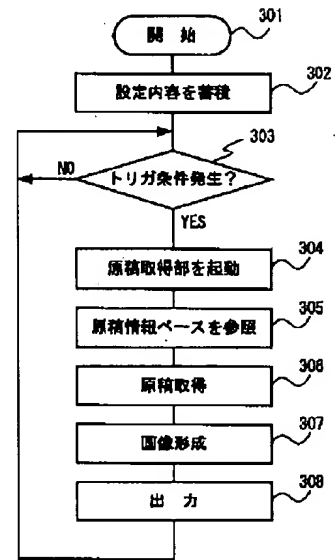 開 始
301
設定内容を蓄積
302
トリガ条件発生?
303
NO
YES
原稿取得部を起動
304
原稿情報ベースを参照
305
原稿取得
306
画像形成
307
出 力
308